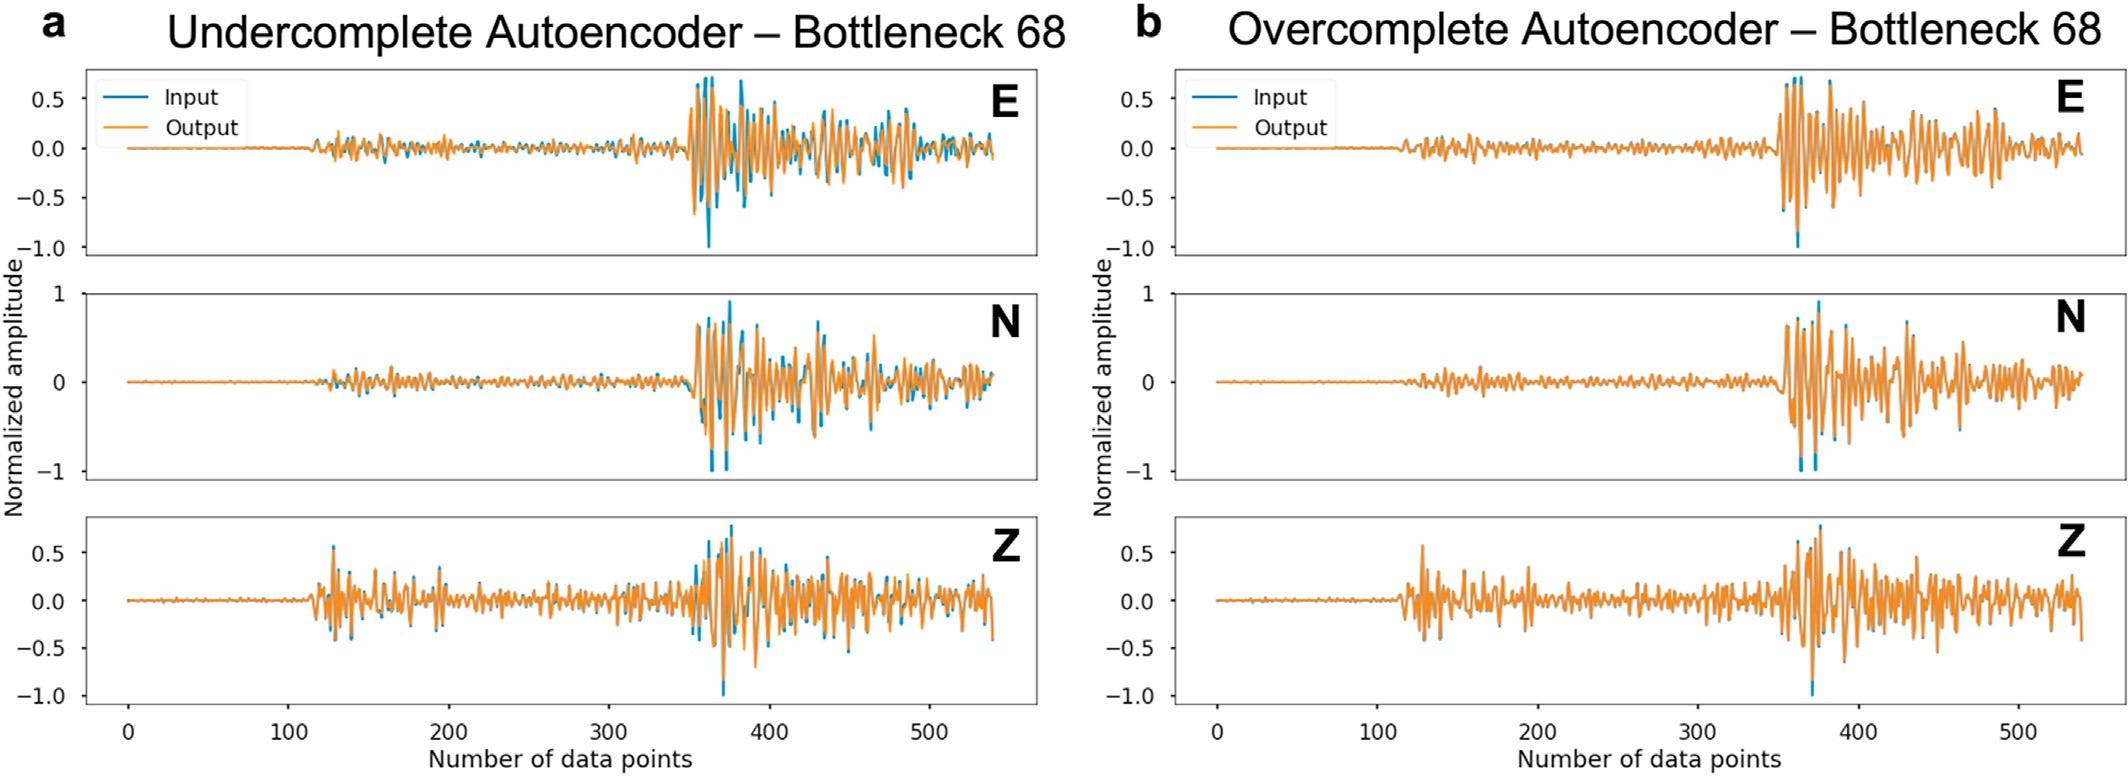 a
Undercomplete Autoencoder – Bottleneck 68
Input
Output
E
0.5
0.0
−0.5
−1.0
N
1
0
−1
Z
0.5
0.0
−0.5
−1.0
Normalized amplitude
0 100 200 300 400 500
Number of data points
b
Overcomplete Autoencoder – Bottleneck 68
Input
Output
E
0.5
0.0
−0.5
−1.0
N
1
0
−1
Z
0.5
0.0
−0.5
−1.0
Normalized amplitude
0 100 200 300 400 500
Number of data points